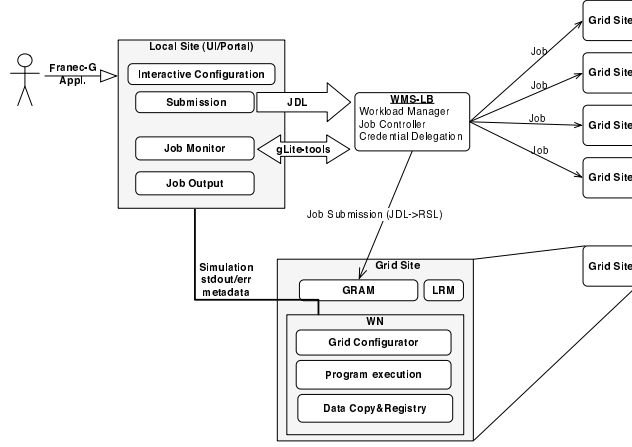 Franec-G
Appl.
Local Site (UI/Portal)
Interactive Configuration
Submission
Job Monitor
Job Output
JDL
gLite-tools
WMS-LB
Workload Manager
Job Controller
Credential Delegation
Job
Job
Job
Job
Grid Site
Grid Site
Grid Site
Grid Site
Job Submission (JDL->RSL)
Simulation
stdout/err
metadata
Grid Site
GRAM
LRM
WN
Grid Configurator
Program execution
Data Copy&Registry
Grid Site